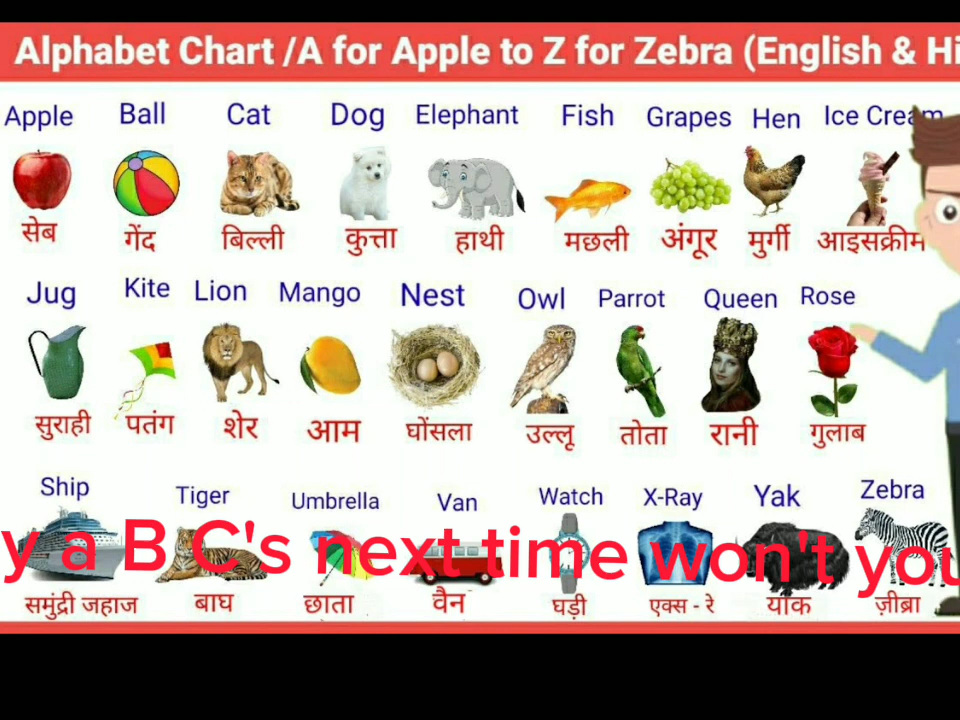 Alphabet Chart /A for Apple to Z for Zebra (English & Hi
Apple Ball Cat Dog Elephant Fish Grapes Hen Ice Cream
सेब गेंद बिल्ली कुत्ता हाथी मछली अंगूर मुर्गी आइसक्रीम
Jug Kite Lion Mango Nest Owl Parrot Queen Rose
सुराही पतंग शेर आम घोंसला उल्लू तोता रानी गुलाब
Ship Tiger Umbrella Van Watch X-Ray Yak Zebra
y a B C's next time won't you
समुंद्री जहाज बाघ छाता वैन घड़ी एक्स - रे याक ज़ीब्रा